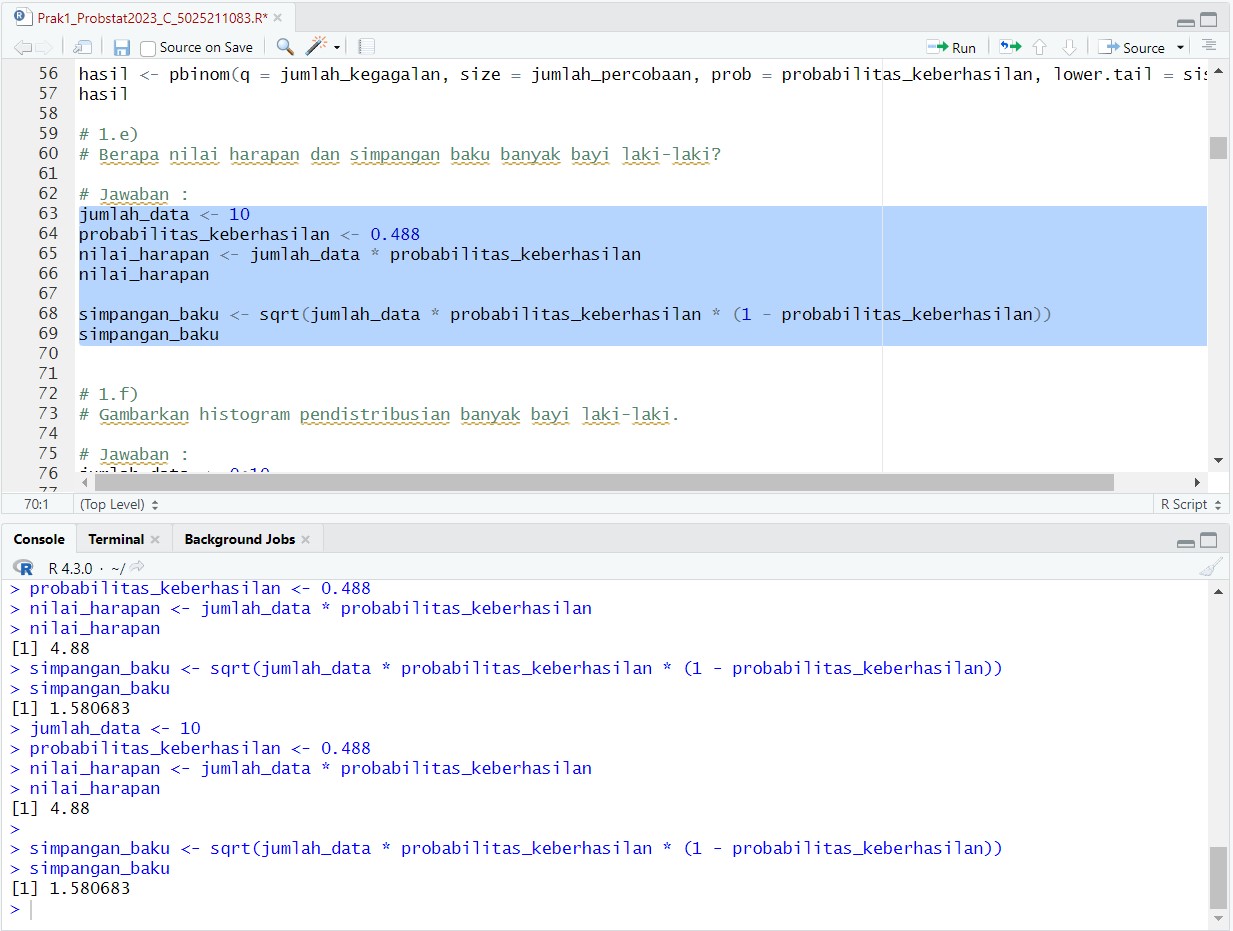 Prak1_Probstat2023_C_5025211083.R*
Source on Save
Run
Source
56 hasil <- pbinom(q = jumlah_kegagalan, size = jumlah_percobaan, prob = probabilitas_keberhasilan, lower.tail = sis
57 hasil
58
59 # 1.e)
60 # Berapa nilai harapan dan simpangan baku banyak bayi laki-laki?
61
62 # Jawaban :
63 jumlah_data <- 10
64 probabilitas_keberhasilan <- 0.488
65 nilai_harapan <- jumlah_data * probabilitas_keberhasilan
66 nilai_harapan
67
68 simpangan_baku <- sqrt(jumlah_data * probabilitas_keberhasilan * (1 - probabilitas_keberhasilan))
69 simpangan_baku
70
71
72 # 1.f)
73 # Gambarkan histogram pendistribusian banyak bayi laki-laki.
74
75 # Jawaban :
76 jumlah_data <- 0:10
77
70:1 (Top Level) R Script
Console Terminal Background Jobs
R R 4.3.0 · ~/
> probabilitas_keberhasilan <- 0.488
> nilai_harapan <- jumlah_data * probabilitas_keberhasilan
> nilai_harapan
[1] 4.88
> simpangan_baku <- sqrt(jumlah_data * probabilitas_keberhasilan * (1 - probabilitas_keberhasilan))
> simpangan_baku
[1] 1.580683
> jumlah_data <- 10
> probabilitas_keberhasilan <- 0.488
> nilai_harapan <- jumlah_data * probabilitas_keberhasilan
> nilai_harapan
[1] 4.88
>
> simpangan_baku <- sqrt(jumlah_data * probabilitas_keberhasilan * (1 - probabilitas_keberhasilan))
> simpangan_baku
[1] 1.580683
>